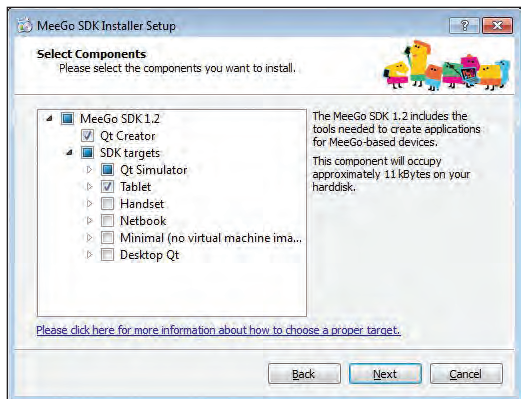 MeeGo SDK Installer Setup
Select Components
Please select the components you want to install.
MeeGo SDK 1.2
Qt Creator
SDK targets
Qt Simulator
Tablet
Handset
Netbook
Minimal (no virtual machine ima...
Desktop Qt
The MeeGo SDK 1.2 includes the
tools needed to create applications
for MeeGo-based devices.
This component will occupy
approximately 11 kBytes on your
harddisk.
Please click here for more information about how to choose a proper target.
Back
Next
Cancel